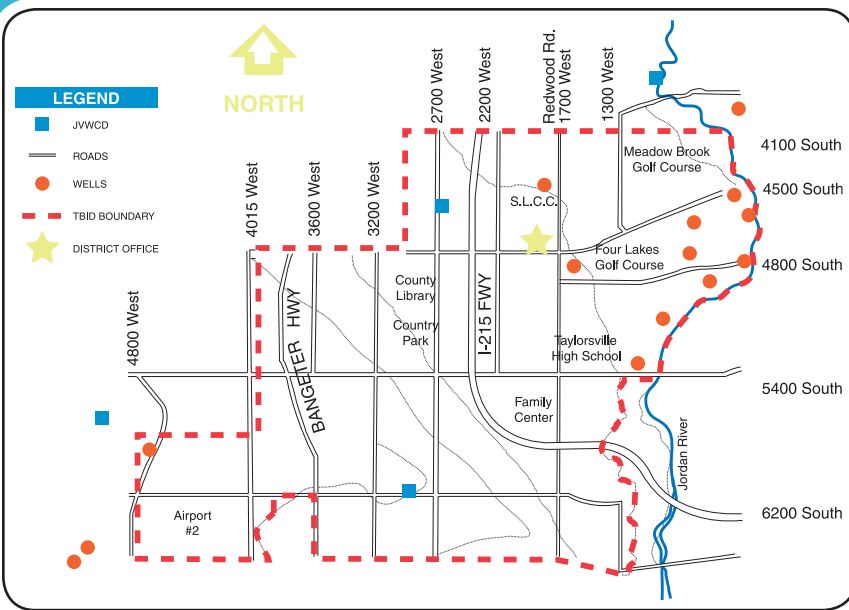 LEGEND
JVWCD
ROADS
WELLS
TBID BOUNDARY
DISTRICT OFFICE
NORTH
2700 West
2200 West
Redwood Rd.
1700 West
1300 West
4015 West
3600 West
3200 West
4800 West
4100 South
4500 South
4800 South
5400 South
6200 South
Meadow Brook
Golf Course
S.L.C.C.
Four Lakes
Golf Course
County
Library
Country
Park
I-215 FWY
BANGETER HWY
Taylorsville
High School
Family
Center
Jordan River
Airport
#2